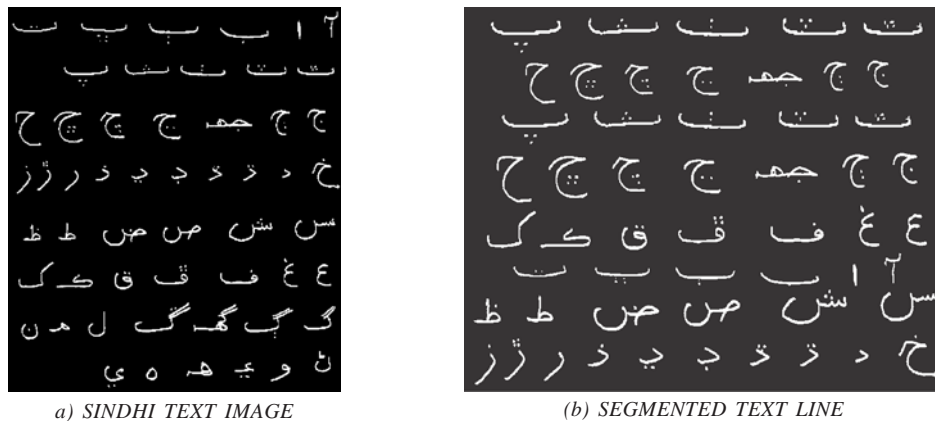 آ ا ب ٻ ڀ ت
ٿ ٽ ٺ ث پ
ج ڄ جھ ڃ چ ڇ ح
خ د ڌ ڏ ڊ ڍ ذ ر ڙ ز
س ش ص ض ط ظ
ع غ ف ڦ ق ڪ ک
گ ڳ گھ ڱ ل م ن
ڻ و ھ ه ي
a) SINDHI TEXT IMAGE
ٿ ٽ ٺ ث پ
ج ڄ جھ ڃ چ ڇ ح
ٿ ٽ ٺ ث پ
ج ڄ جھ ڃ چ ڇ ح
ع غ ف ڦ ق ڪ ک
آ ا ب ٻ ڀ ت
س ش ص ض ط ظ
خ د ڌ ڏ ڊ ڍ ذ ر ڙ ز
(b) SEGMENTED TEXT LINE